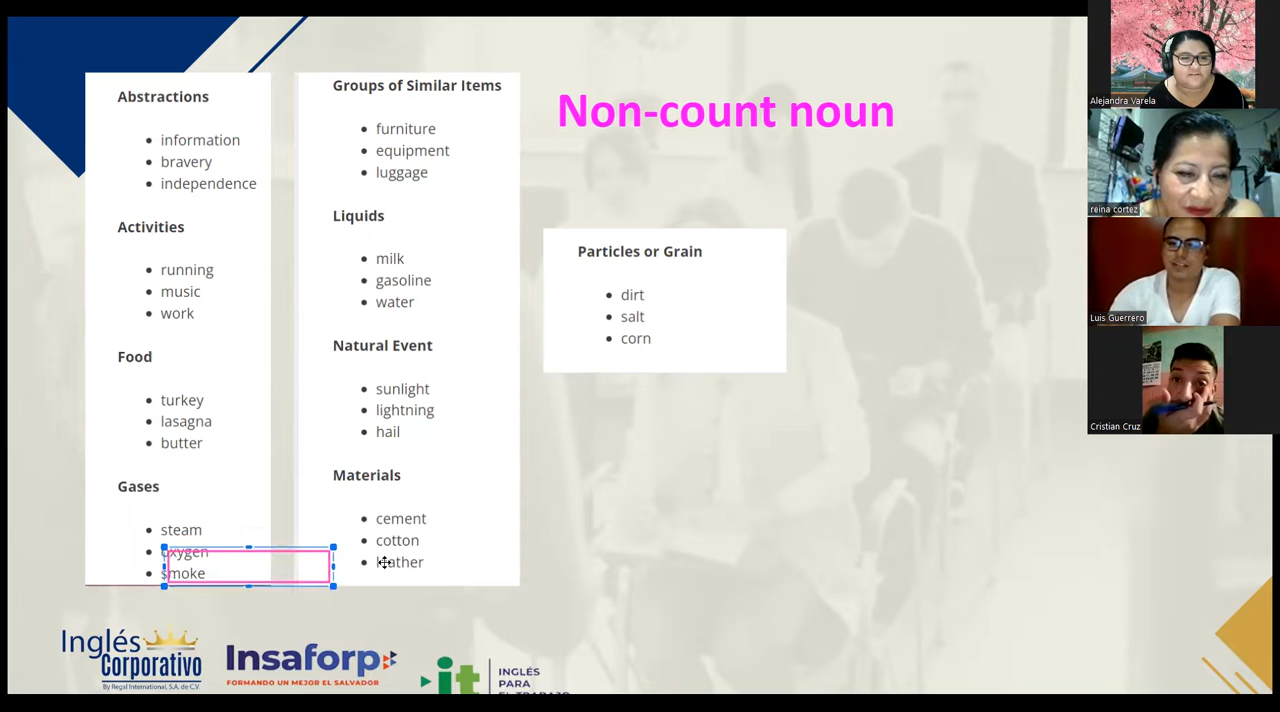 Abstractions
information
bravery
independence
Activities
running
music
work
Food
turkey
lasagna
butter
Gases
steam
oxygen
smoke
Groups of Similar Items
furniture
equipment
luggage
Liquids
milk
gasoline
water
Natural Event
sunlight
lightning
hail
Materials
cement
cotton
leather
Non-count noun
Particles or Grain
dirt
salt
corn
Inglés
Corporativo
By Regal International, S.A. de C.V.
Insaforp
FORMANDO UN MEJOR EL SALVADOR
it
INGLÉS
PARA
EL TRABAJO
Alejandra Varela
reina cortez
Luis Guerrero
Cristian Cruz